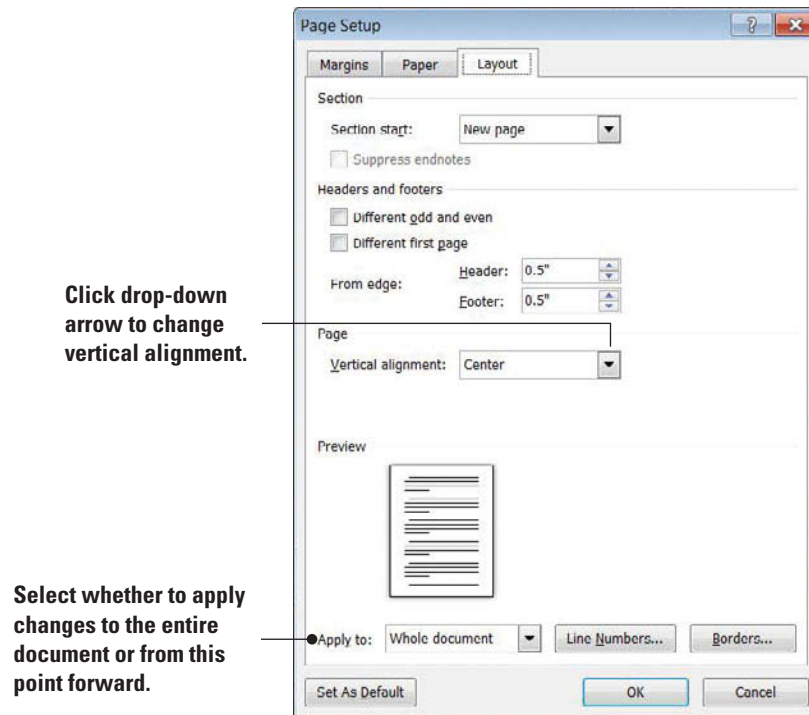 Page Setup
Margins Paper Layout
Section
Section start: New page
Suppress endnotes
Headers and footers
Different odd and even
Different first page
From edge:
Header: 0.5"
Footer: 0.5"
Click drop-down
arrow to change
vertical alignment.
Page
Vertical alignment: Center
Preview
Select whether to apply
changes to the entire
document or from this
point forward.
Apply to: Whole document Line Numbers... Borders...
Set As Default OK Cancel